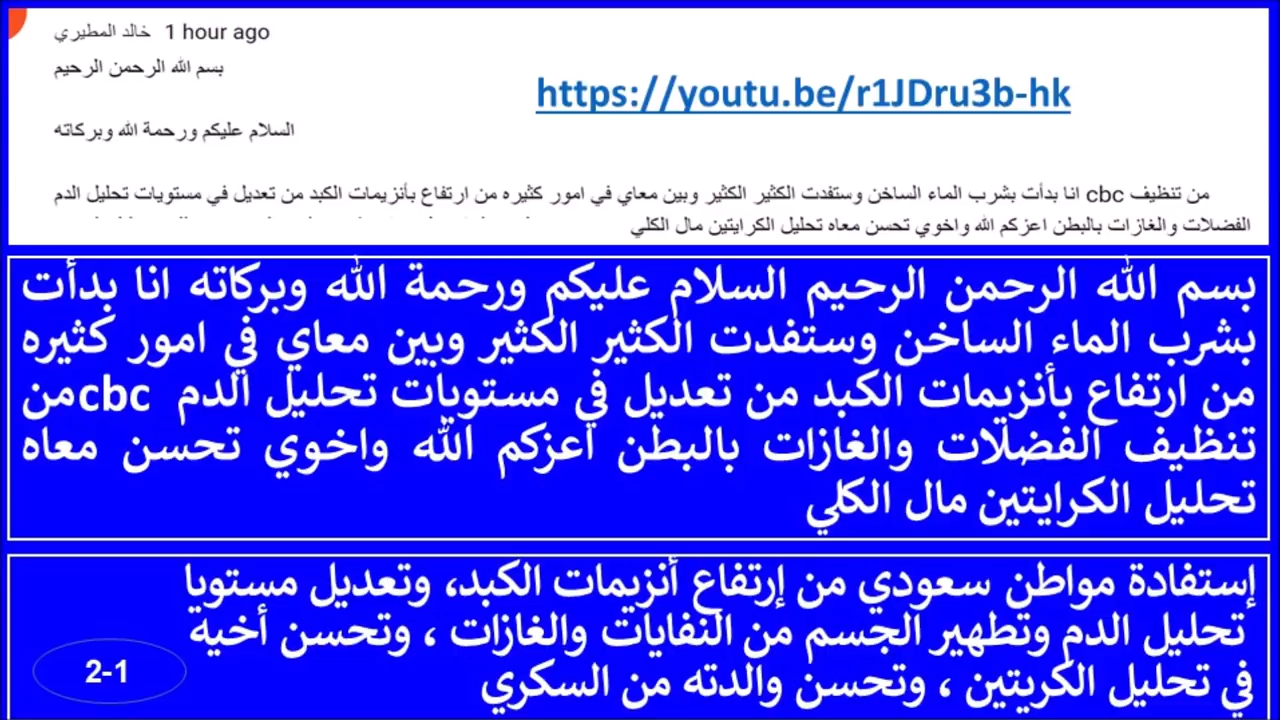 خالد المطيري 1 hour ago
بسم الله الرحمن الرحيم
https://youtu.be/r1JDru3b-hk
السلام عليكم ورحمة الله وبركاته
من تنظيف cbc انا بدأت بشرب الماء الساخن وستفدت الكثير الكثير وبين معاي في امور كثيره من ارتفاع بأنزيمات الكبد من تعديل في مستويات تحليل الدم
الفضلات والغازات بالبطن اعزكم الله واخوي تحسن معاه تحليل الكرايتين مال الكلي
بسم الله الرحمن الرحيم السلام عليكم ورحمة الله وبركاته انا بدأت
بشرب الماء الساخن وستفدت الكثير الكثير وبين معاي في امور كثيره
من ارتفاع بأنزيمات الكبد من تعديل في مستويات تحليل الدم cbcمن
تنظيف الفضلات والغازات بالبطن اعزكم الله واخوي تحسن معاه
تحليل الكرايتين مال الكلي
إستفادة مواطن سعودي من إرتفاع أنزيمات الكبد، وتعديل مستويا
تحليل الدم وتطهير الجسم من النفايات والغازات ، وتحسن أخيه
في تحليل الكريتين ، وتحسن والدته من السكري
2-1